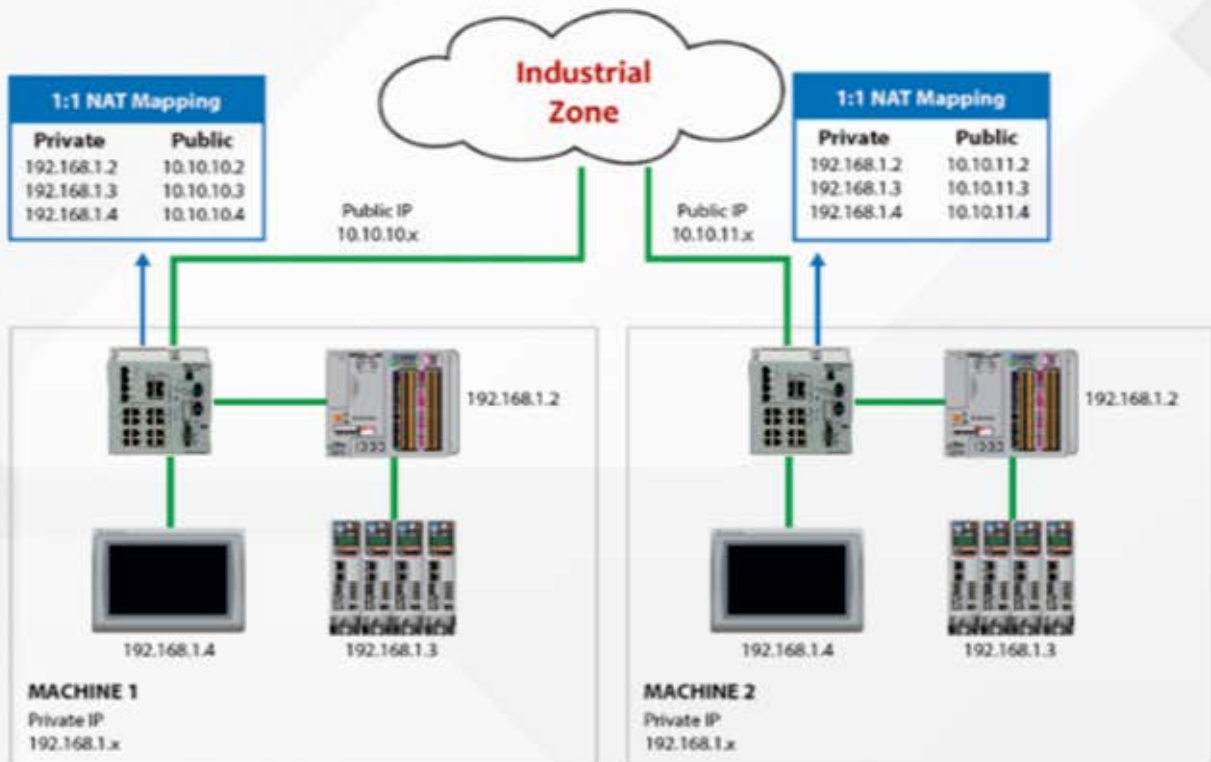 Industrial
Zone
1:1 NAT Mapping
Private Public
192.168.1.2 10.10.10.2
192.168.1.3 10.10.10.3
192.168.1.4 10.10.10.4
1:1 NAT Mapping
Private Public
192.168.1.2 10.10.11.2
192.168.1.3 10.10.11.3
192.168.1.4 10.10.11.4
Public IP
10.10.10.x
Public IP
10.10.11.x
192.168.1.2
192.168.1.4
192.168.1.3
MACHINE 1
Private IP
192.168.1.x
192.168.1.2
192.168.1.4
192.168.1.3
MACHINE 2
Private IP
192.168.1.x